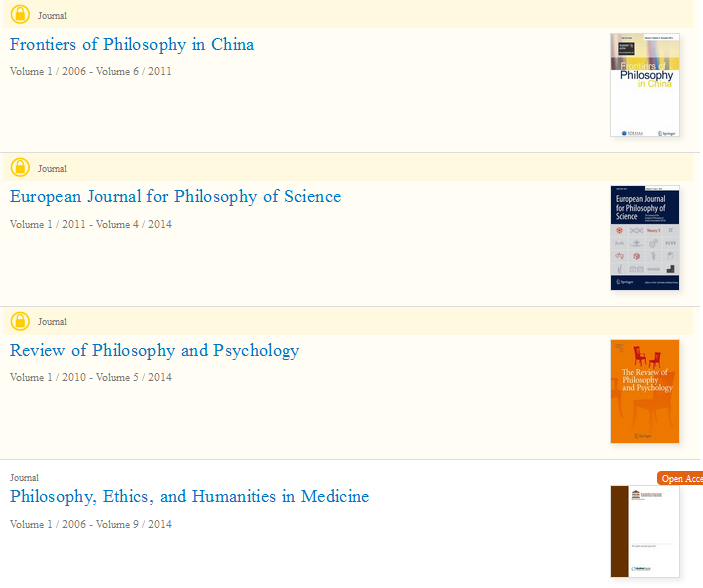 Journal
Frontiers of Philosophy in China
Volume 1 / 2006 - Volume 6 / 2011
Frontiers of
Philosophy
in China
Springer
Journal
European Journal for Philosophy of Science
Volume 1 / 2011 - Volume 4 / 2014
European Journal
for Philosophy of
Science
Springer
Journal
Review of Philosophy and Psychology
Volume 1 / 2010 - Volume 5 / 2014
The Review of
Philosophy
and Psychology
Springer
Journal
Open Acce
Philosophy, Ethics, and Humanities in Medicine
Volume 1 / 2006 - Volume 9 / 2014